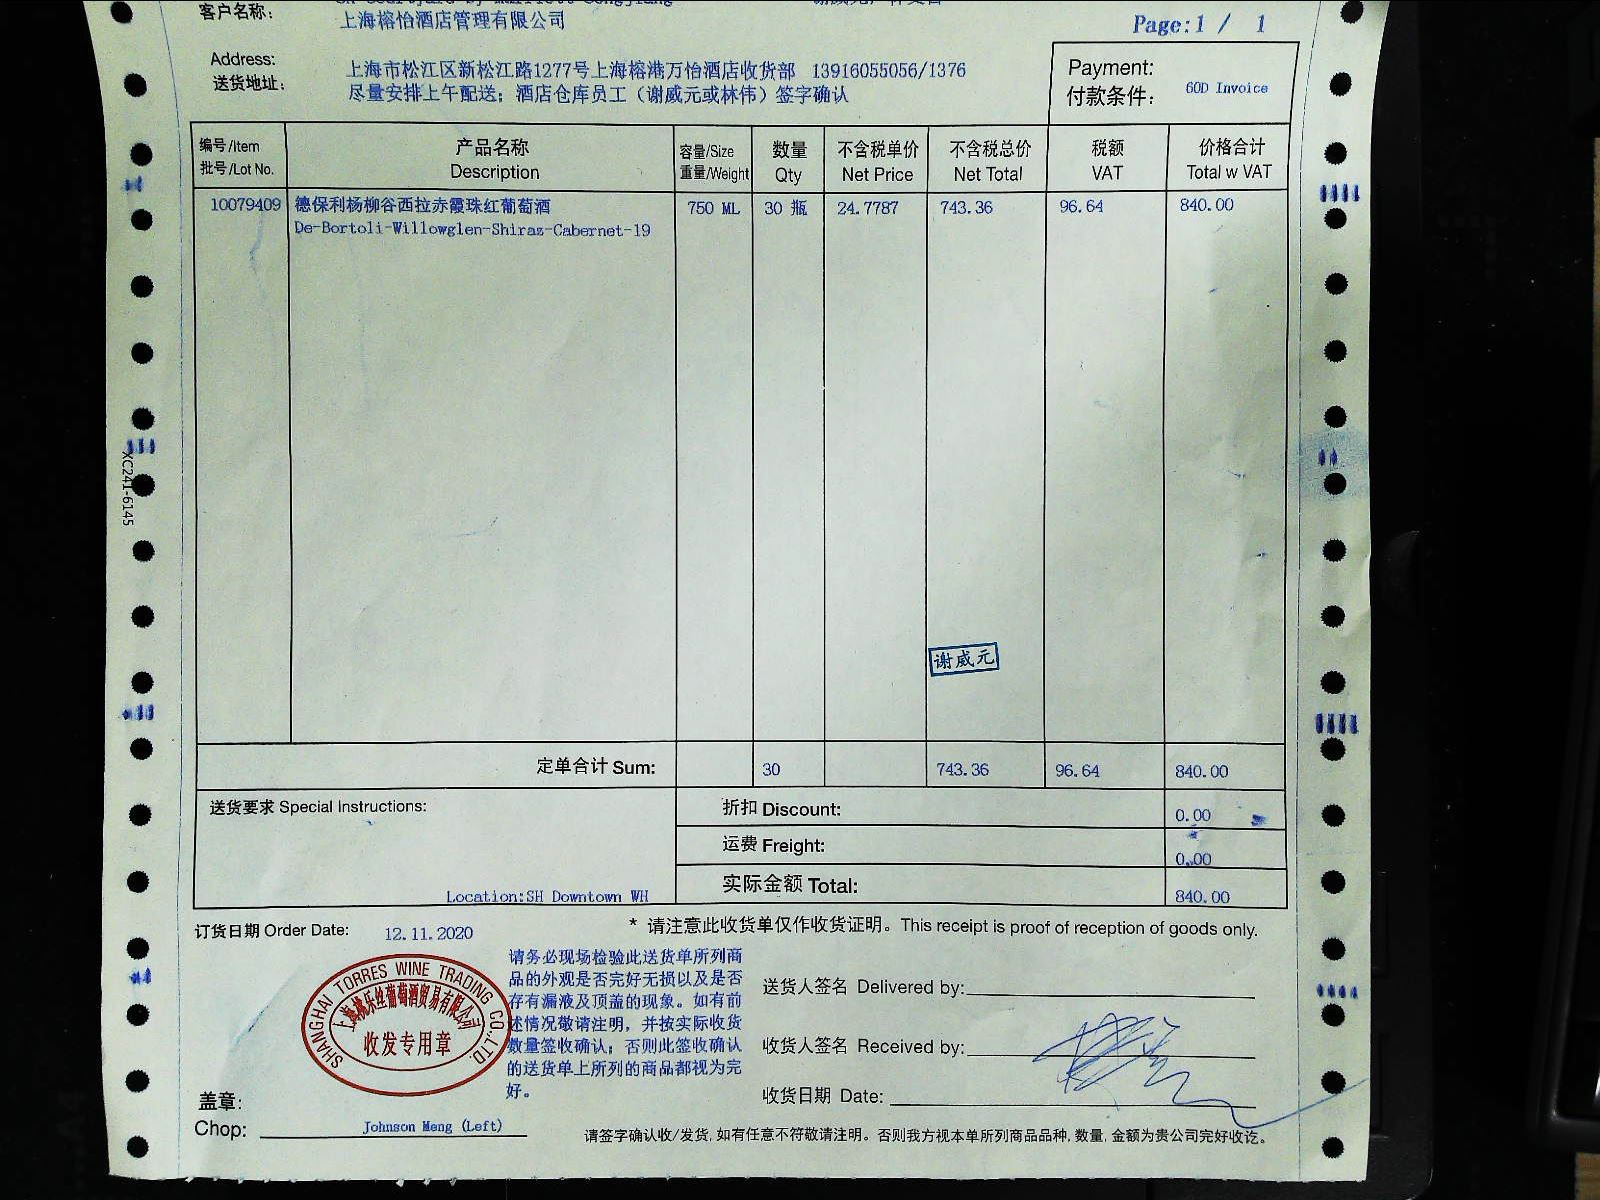 客户名称:
上海榕怡酒店管理有限公司
Page:1 / 1
Address:
送货地址:
上海市松江区新松江路1277号上海榕港万怡酒店收货部 13916055056/1376
尽量安排上午配送; 酒店仓库员工（谢威元或林伟）签字确认
Payment:
付款条件:
60D Invoice
编号/Item
批号/Lot No.
产品名称
Description
容量/Size
重量/Weight
数量
Qty
不含税单价
Net Price
不含税总价
Net Total
税额
VAT
价格合计
Total w VAT
10079409 德保利杨柳谷西拉赤霞珠红葡萄酒 750 ML 30 瓶 24.7787 743.36 96.64 840.00
De-Bortoli-Willowglen-Shiraz-Cabernet-19
XC241-6145
谢威元
定单合计 Sum: 30 743.36 96.64 840.00
送货要求 Special Instructions:
折扣 Discount: 0.00
运费 Freight: 0.00
实际金额 Total: 840.00
Location:SH Downtown WH
订货日期 Order Date: 12.11.2020
* 请注意此收货单仅作收货证明。This receipt is proof of reception of goods only.
请务必现场检验此送货单所列商
品的外观是否完好无损以及是否
存有漏液及顶盖的现象。如有前
述情况敬请注明, 并按实际收货
数量签收确认; 否则此签收确认
的送货单上所列的商品都视为完
好。
SHANGHAI TORRES WINE TRADING CO.,LTD.
上海桃乐丝葡萄酒贸易有限公司
收发专用章
送货人签名 Delivered by:
收货人签名 Received by:
收货日期 Date:
盖章:
Chop:
Johnson Meng (Left)
请签字确认收/发货, 如有任意不符敬请注明。否则我方视本单所列商品品种, 数量, 金额为贵公司完好收讫。